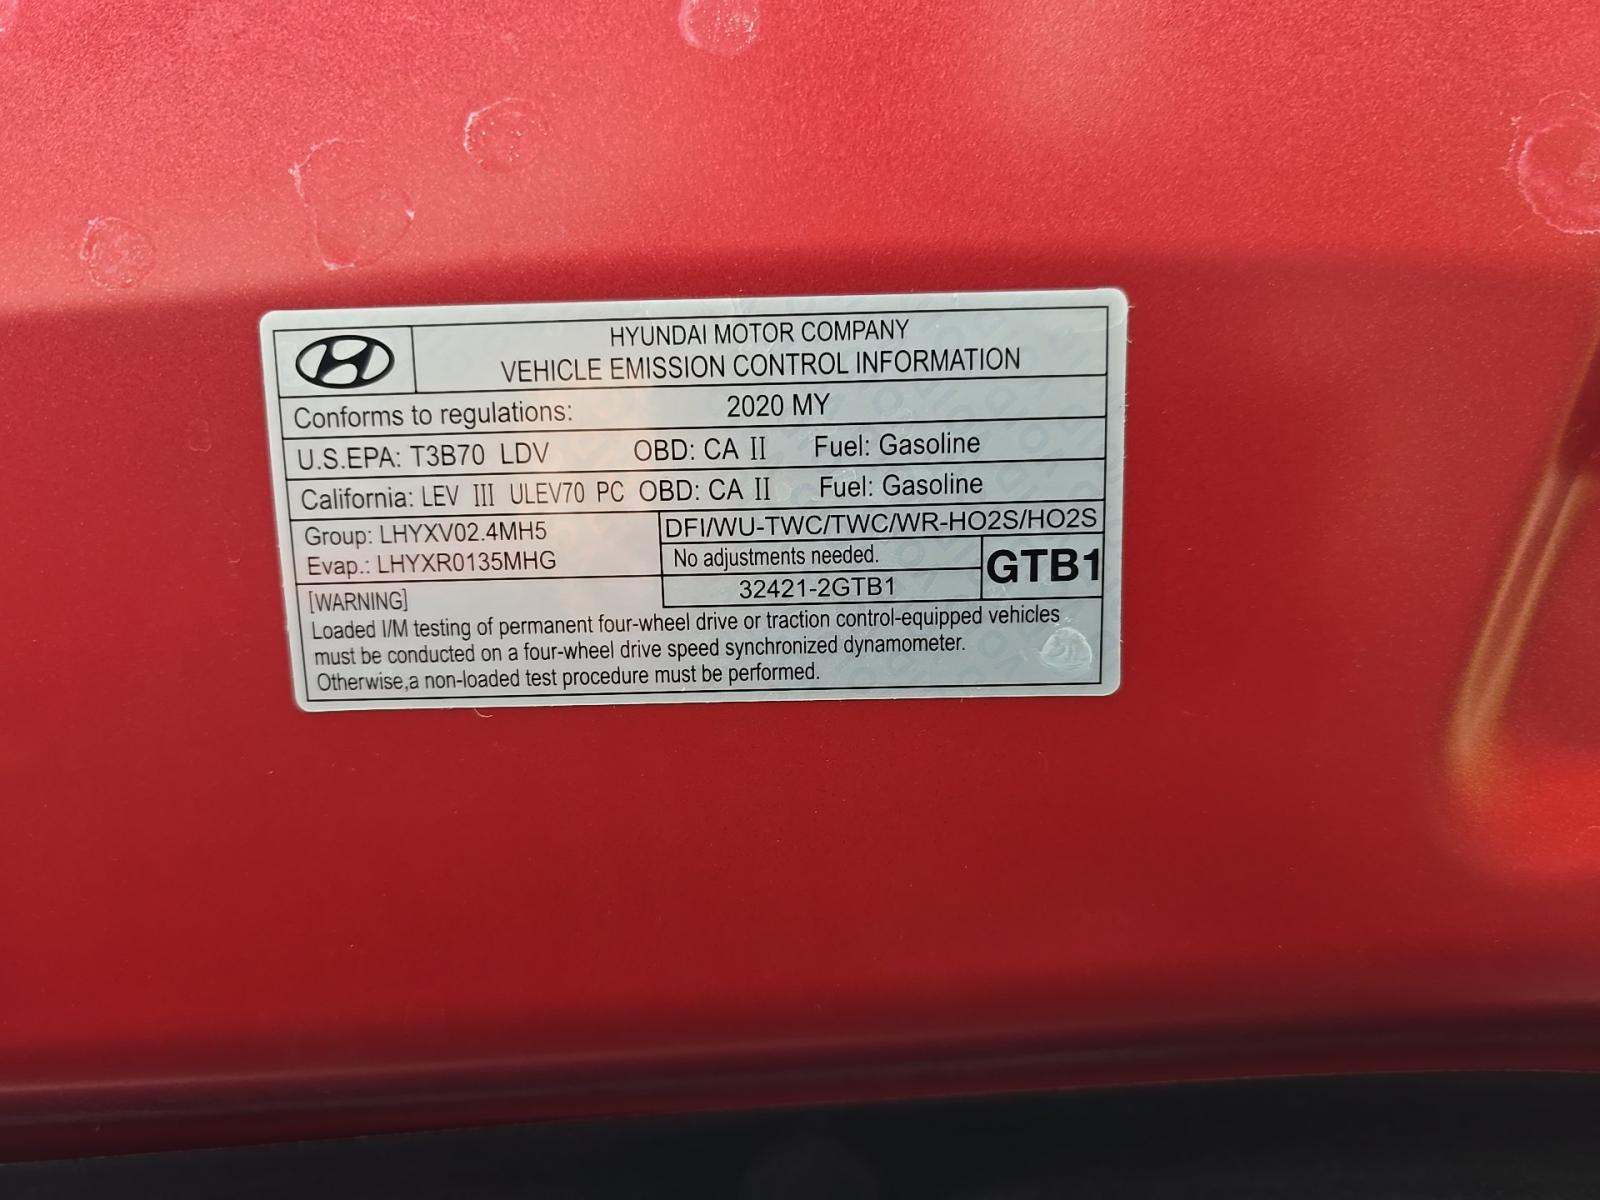 HYUNDAI MOTOR COMPANY
VEHICLE EMISSION CONTROL INFORMATION
Conforms to regulations: 2020 MY
U.S.EPA: T3B70 LDV OBD: CA II Fuel: Gasoline
California: LEV III ULEV70 PC OBD: CA II Fuel: Gasoline
Group: LHYXV02.4MH5
Evap.: LHYXR0135MHG
DFI/WU-TWC/TWC/WR-HO2S/HO2S
No adjustments needed.
32421-2GTB1
GTB1
[WARNING]
Loaded I/M testing of permanent four-wheel drive or traction control-equipped vehicles
must be conducted on a four-wheel drive speed synchronized dynamometer.
Otherwise,a non-loaded test procedure must be performed.